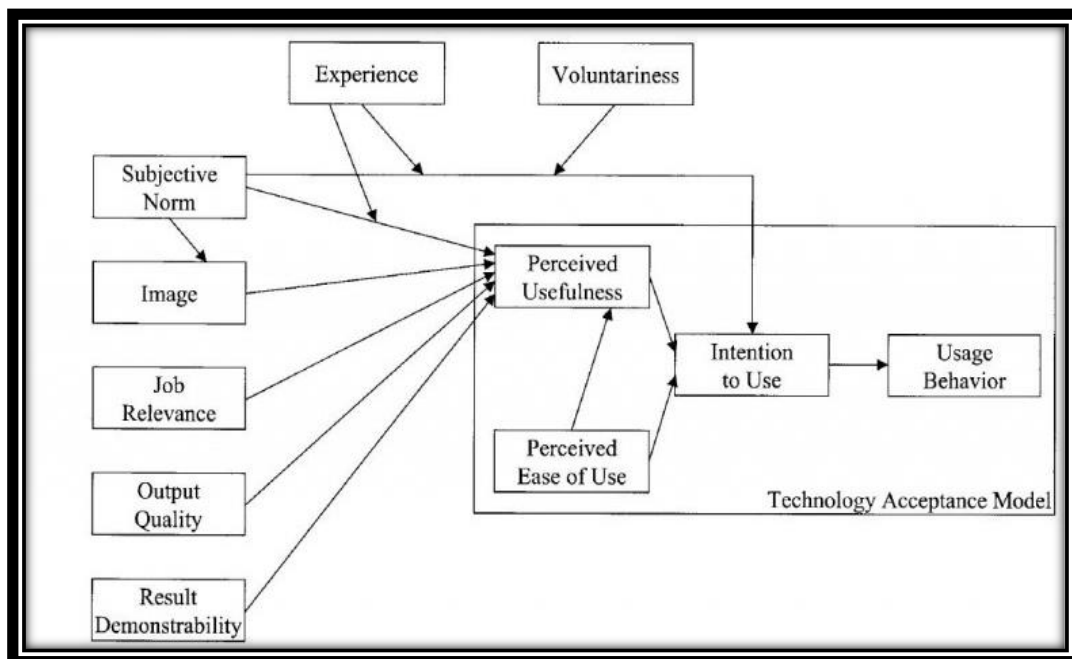 Experience
Voluntariness
Subjective
Norm
Image
Perceived
Usefulness
Job
Relevance
Intention
to Use
Usage
Behavior
Perceived
Ease of Use
Output
Quality
Technology Acceptance Model
Result
Demonstrability